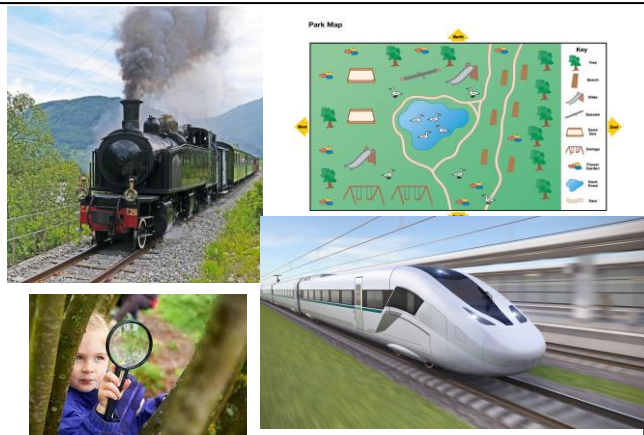 Park Map
North
Key
Tree
Bench
Slide
Seesaw
Sand Box
Swings
West
East
Flower Garden
Duck Pond
Path